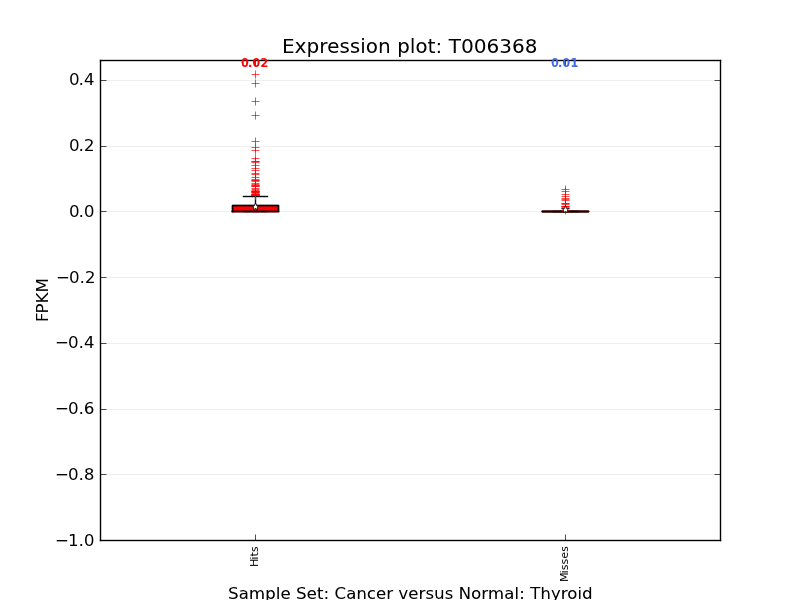 Expression plot: T006368
0.02
0.01
0.4
0.2
0.0
−0.2
−0.4
−0.6
−0.8
−1.0
FPKM
Hits
Misses
Sample Set: Cancer versus Normal: Thyroid